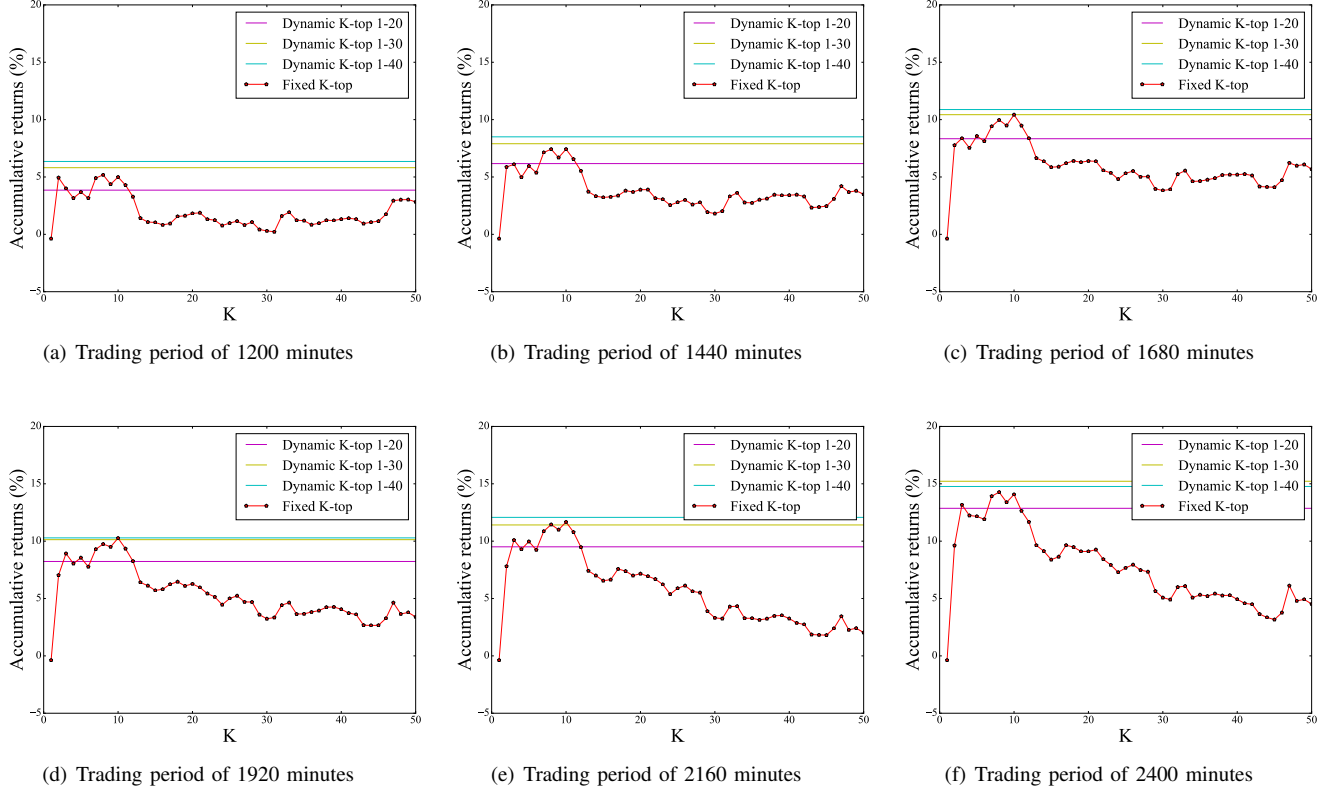 20
15
10
5
0
−5
Accumulative returns (%)
Dynamic K-top 1-20
Dynamic K-top 1-30
Dynamic K-top 1-40
Fixed K-top
0 10 20 30 40 50
K
(a) Trading period of 1200 minutes
20
15
10
5
0
−5
Accumulative returns (%)
Dynamic K-top 1-20
Dynamic K-top 1-30
Dynamic K-top 1-40
Fixed K-top
0 10 20 30 40 50
K
(b) Trading period of 1440 minutes
20
15
10
5
0
−5
Accumulative returns (%)
Dynamic K-top 1-20
Dynamic K-top 1-30
Dynamic K-top 1-40
Fixed K-top
0 10 20 30 40 50
K
(c) Trading period of 1680 minutes
20
15
10
5
0
−5
Accumulative returns (%)
Dynamic K-top 1-20
Dynamic K-top 1-30
Dynamic K-top 1-40
Fixed K-top
0 10 20 30 40 50
K
(d) Trading period of 1920 minutes
20
15
10
5
0
−5
Accumulative returns (%)
Dynamic K-top 1-20
Dynamic K-top 1-30
Dynamic K-top 1-40
Fixed K-top
0 10 20 30 40 50
K
(e) Trading period of 2160 minutes
20
15
10
5
0
−5
Accumulative returns (%)
Dynamic K-top 1-20
Dynamic K-top 1-30
Dynamic K-top 1-40
Fixed K-top
0 10 20 30 40 50
K
(f) Trading period of 2400 minutes